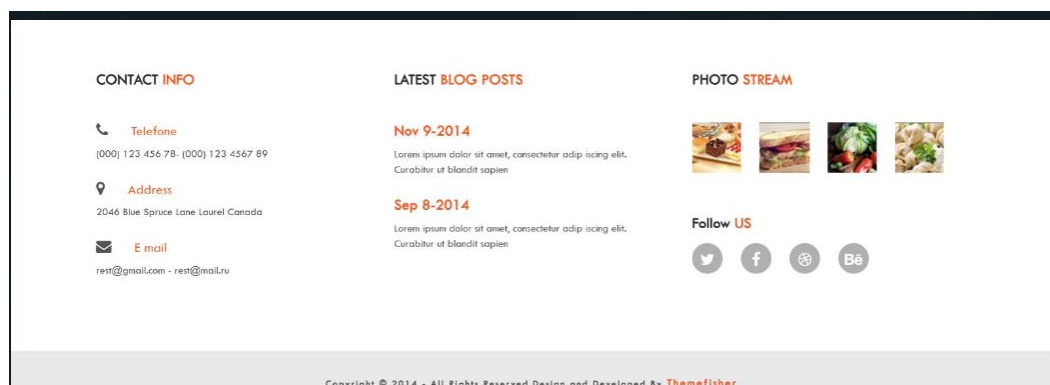 CONTACT INFO
Telefone
(000) 123 456 78- (000) 123 4567 89
Address
2046 Blue Spruce Lane Laurel Canada
E mail
rest@gmail.com - rest@mail.ru
LATEST BLOG POSTS
Nov 9-2014
Lorem ipsum dolor sit amet, consectetur adip iscing elit.
Curabitur ut blandit sapien
Sep 8-2014
Lorem ipsum dolor sit amet, consectetur adip iscing elit.
Curabitur ut blandit sapien
PHOTO STREAM
Follow US
Bē
Copyright © 2014 - All Rights Reserved Design and Developed By Themefisher